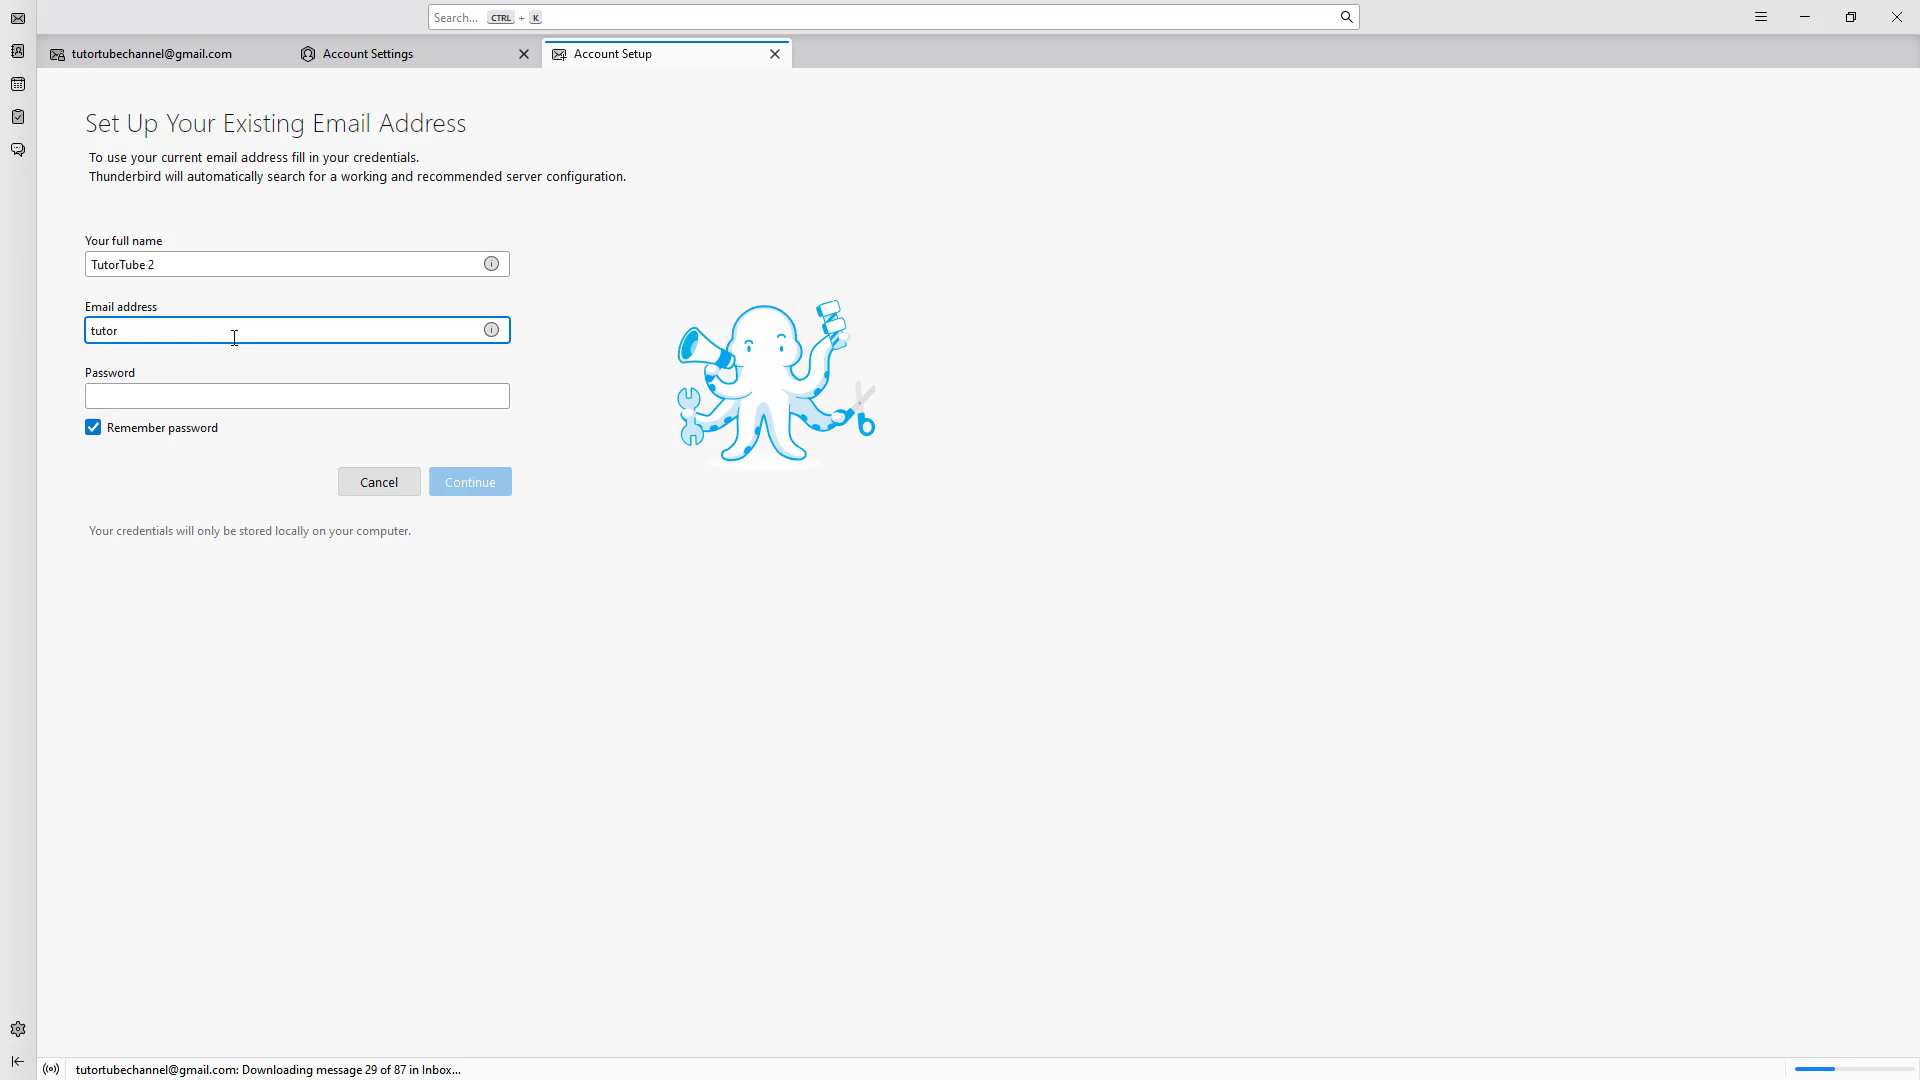 Search... CTRL + K
tutortubechannel@gmail.com
Account Settings
Account Setup
Set Up Your Existing Email Address
To use your current email address fill in your credentials.
Thunderbird will automatically search for a working and recommended server configuration.
Your full name
TutorTube 2
Email address
tutor
Password
Remember password
Cancel
Continue
Your credentials will only be stored locally on your computer.
tutortubechannel@gmail.com: Downloading message 29 of 87 in Inbox...